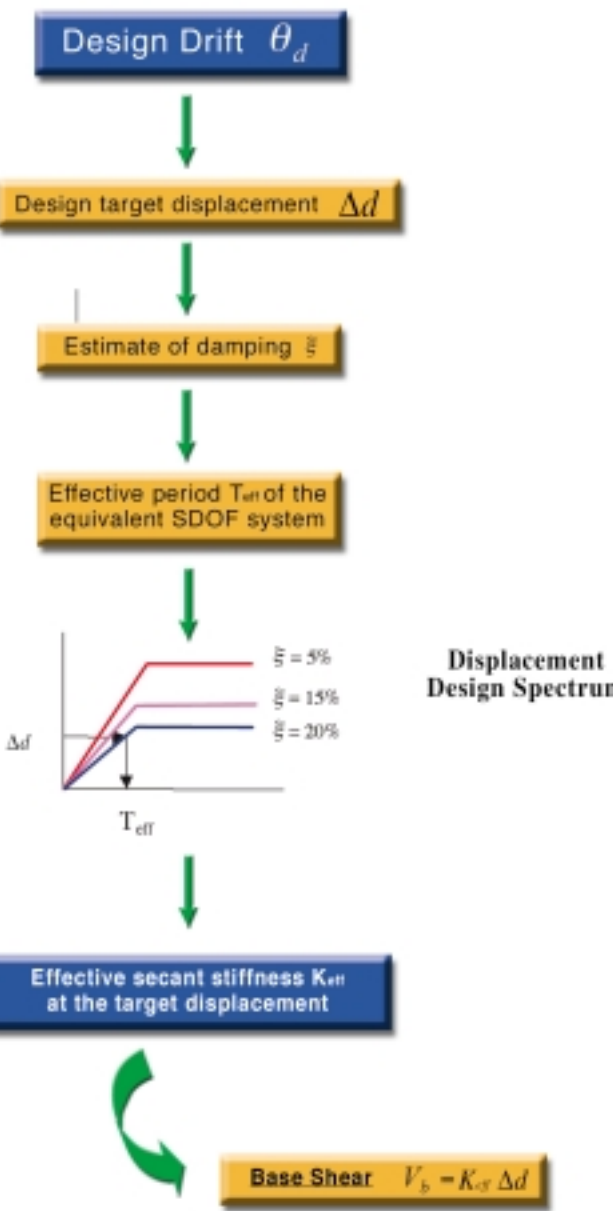 Design Drift θd
Design target displacement Δd
Estimate of damping ξ
Effective period Teff of the
equivalent SDOF system
ξ = 5%
ξ = 15%
ξ = 20%
Δd
Teff
Displacement
Design Spectrum
Effective secant stiffness Keff
at the target displacement
Base Shear Vb = Keff Δd